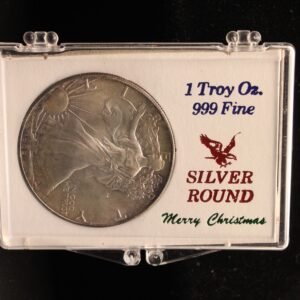 1 Troy Oz.
999 Fine
SILVER
ROUND
Merry Christmas